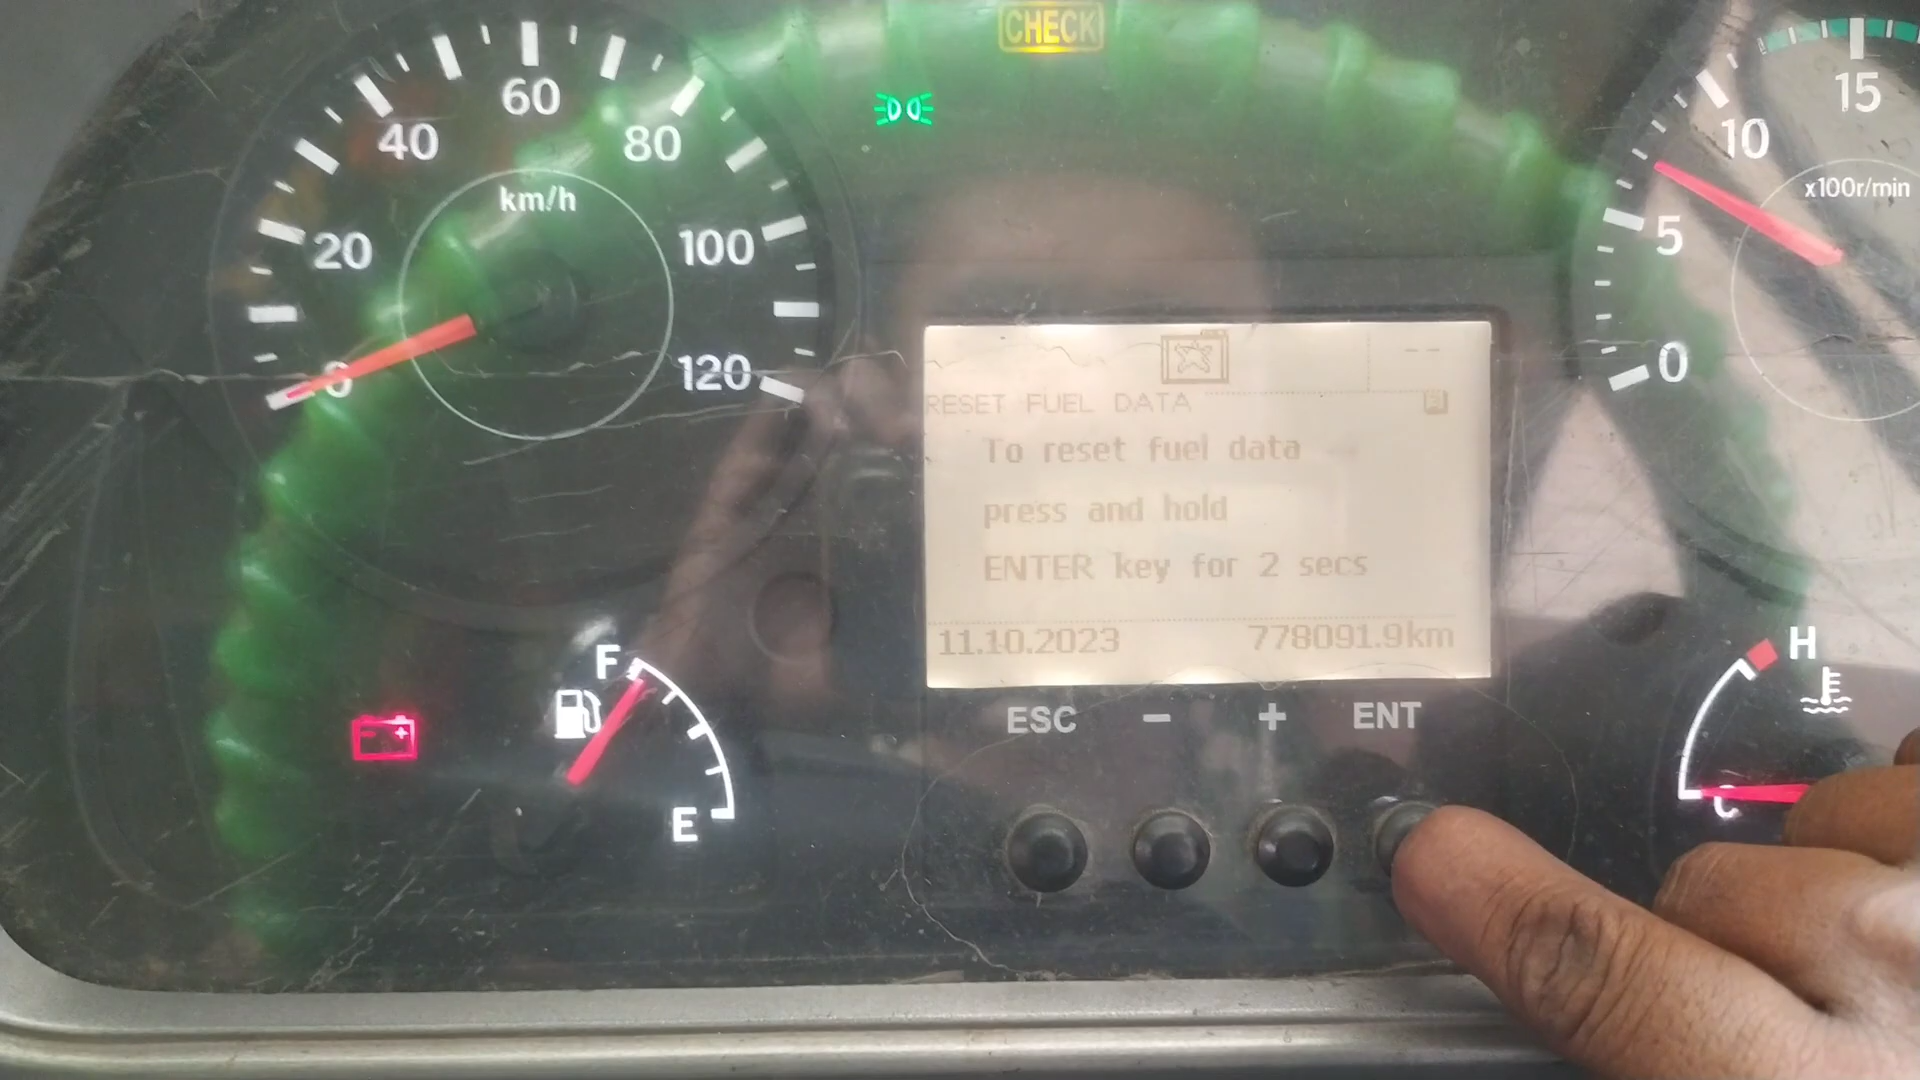 CHECK
60
40
80
km/h
20
100
0
120
15
10
x100r/min
5
0
--
RESET FUEL DATA
To reset fuel data
press and hold
ENTER key for 2 secs
11.10.2023 778091.9km
ESC - + ENT
F
E
H
C